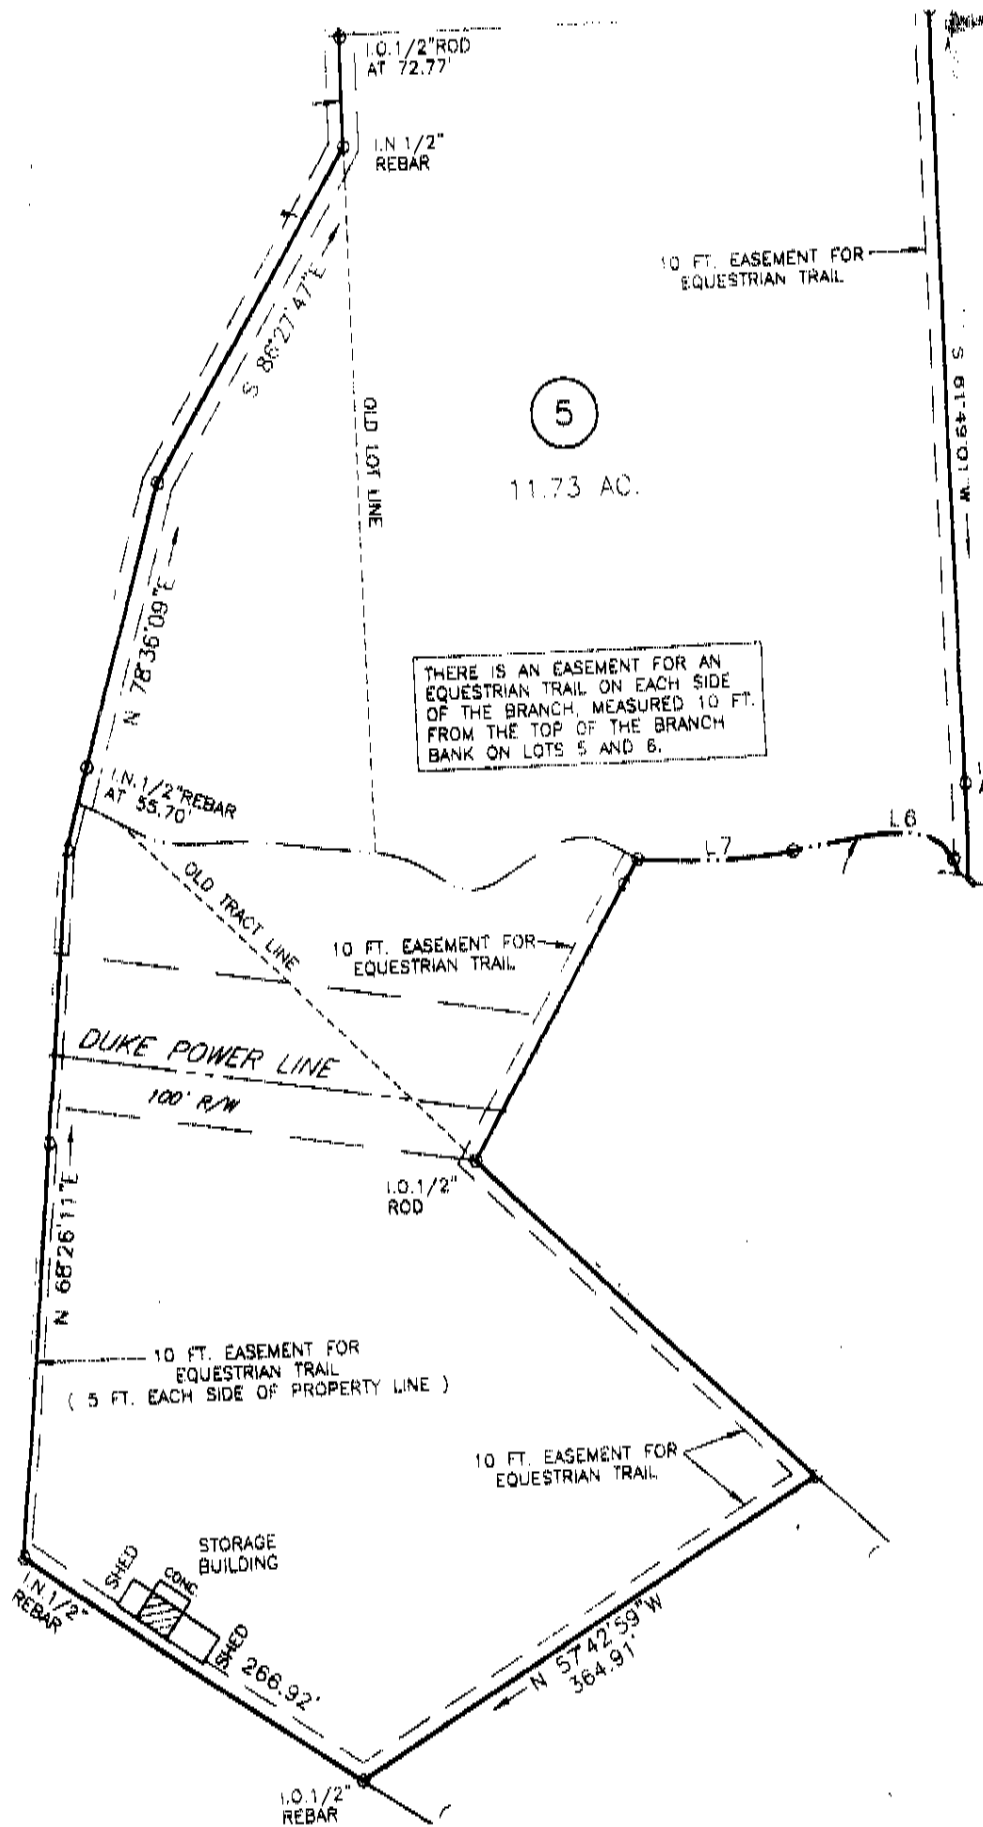 I.O.1/2"ROD
AT 72.77'
I.N 1/2"
REBAR
10 FT. EASEMENT FOR
EQUESTRIAN TRAIL
S 86°27'47"E
S 61°49'01"W
OLD LOT LINE
5
11.73 AC.
N 78°36'09"E
THERE IS AN EASEMENT FOR AN
EQUESTRIAN TRAIL ON EACH SIDE
OF THE BRANCH, MEASURED 10 FT.
FROM THE TOP OF THE BRANCH
BANK ON LOTS 5 AND 6.
I.N.1/2"REBAR
AT 55.70'
L7
L6
OLD TRACT LINE
10 FT. EASEMENT FOR
EQUESTRIAN TRAIL
DUKE POWER LINE
100' R/W
I.O.1/2"
ROD
N 68°26'11"E
10 FT. EASEMENT FOR
EQUESTRIAN TRAIL
( 5 FT. EACH SIDE OF PROPERTY LINE )
10 FT. EASEMENT FOR
EQUESTRIAN TRAIL
STORAGE
BUILDING
SHED
CONC.
SHED
I.N.1/2"
REBAR
266.92'
N 57°42'59"W
364.91'
I.O.1/2"
REBAR